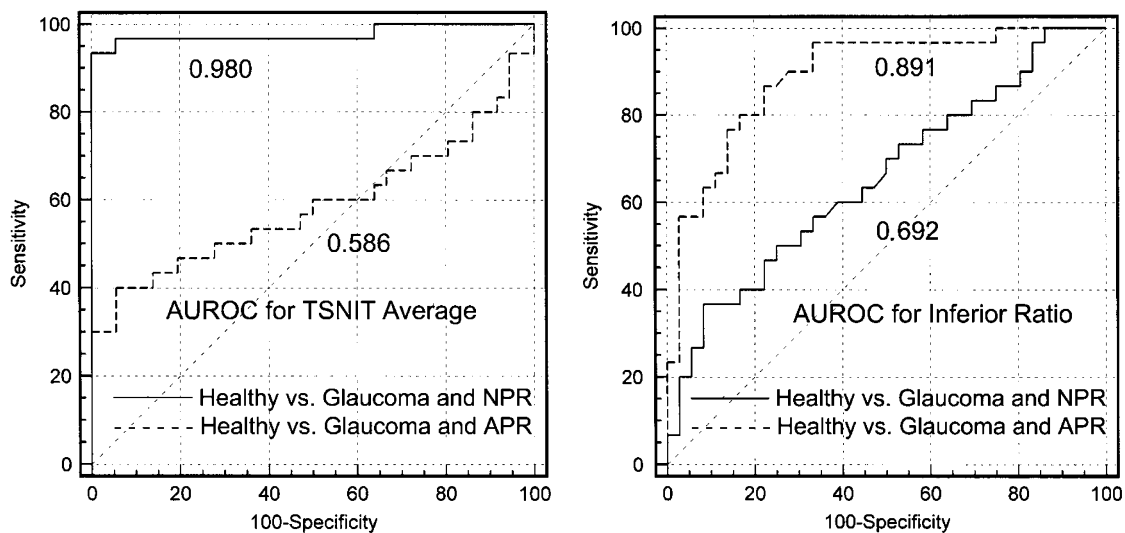 100
80
60
40
20
0
Sensitivity
0.980
0.586
AUROC for TSNIT Average
Healthy vs. Glaucoma and NPR
Healthy vs. Glaucoma and APR
0 20 40 60 80 100
100-Specificity
100
80
60
40
20
0
Sensitivity
0.891
0.692
AUROC for Inferior Ratio
Healthy vs. Glaucoma and NPR
Healthy vs. Glaucoma and APR
0 20 40 60 80 100
100-Specificity